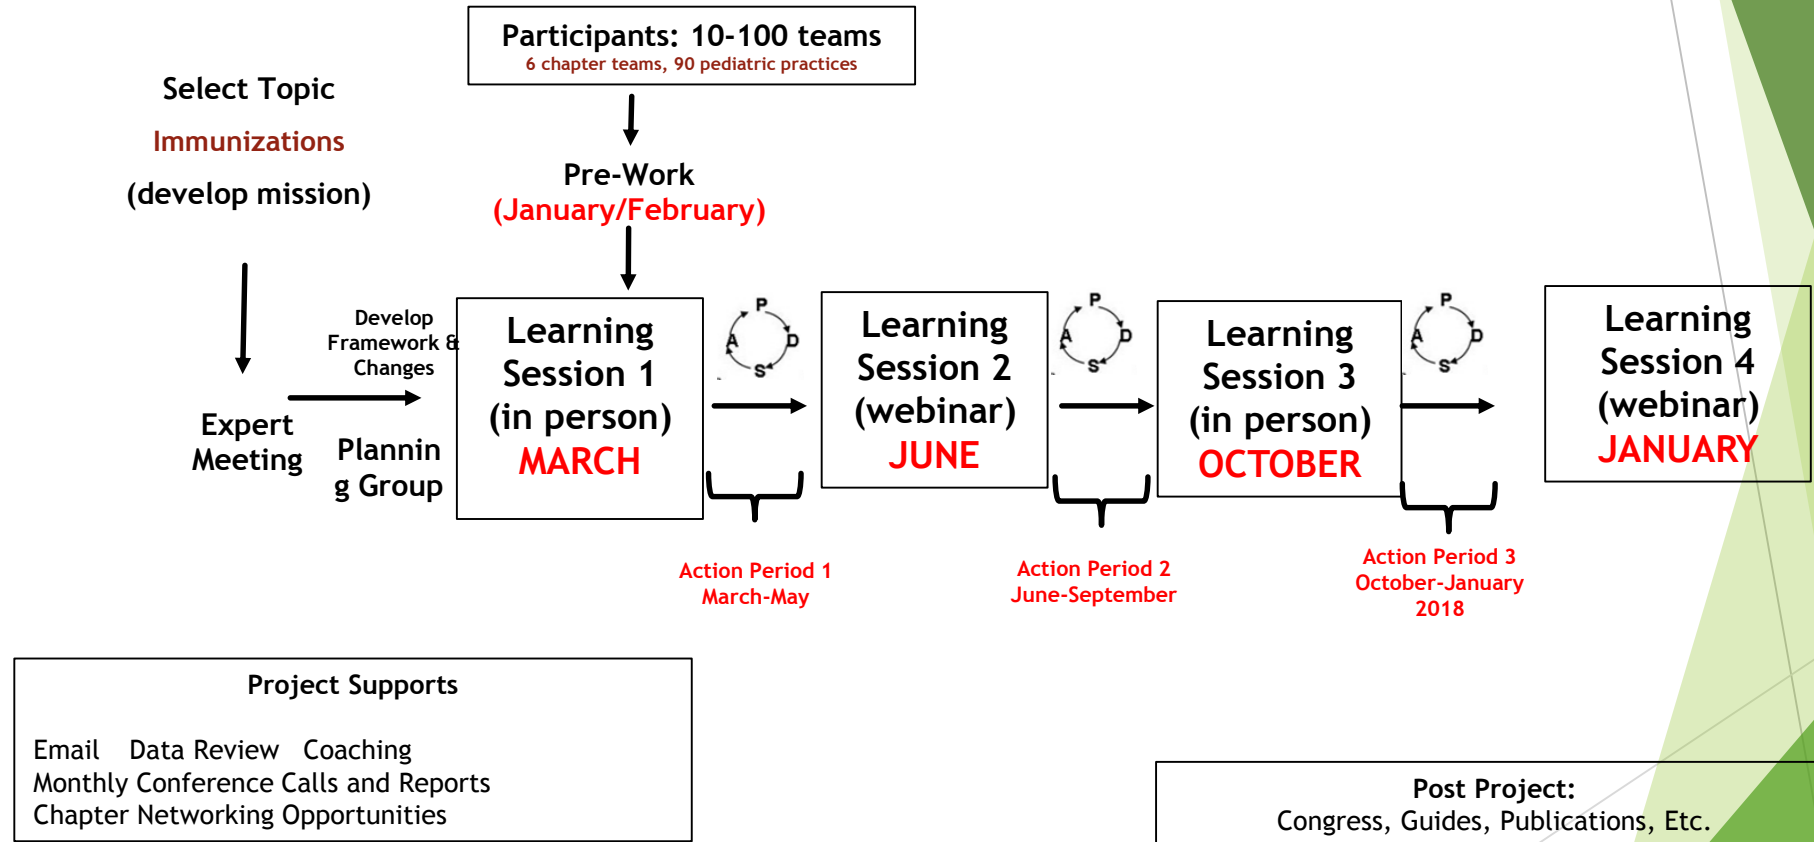 Participants: 10-100 teams
6 chapter teams, 90 pediatric practices
Select Topic
Immunizations
(develop mission)
Pre-Work
(January/February)
Expert
Meeting
Develop
Framework &
Changes
Plannin
g Group
Learning
Session 1
(in person)
MARCH
P
D
S
A
Learning
Session 2
(webinar)
JUNE
P
D
S
A
Learning
Session 3
(in person)
OCTOBER
P
D
S
A
Learning
Session 4
(webinar)
JANUARY
Action Period 1
March-May
Action Period 2
June-September
Action Period 3
October-January
2018
Project Supports
Email Data Review Coaching
Monthly Conference Calls and Reports
Chapter Networking Opportunities
Post Project:
Congress, Guides, Publications, Etc.